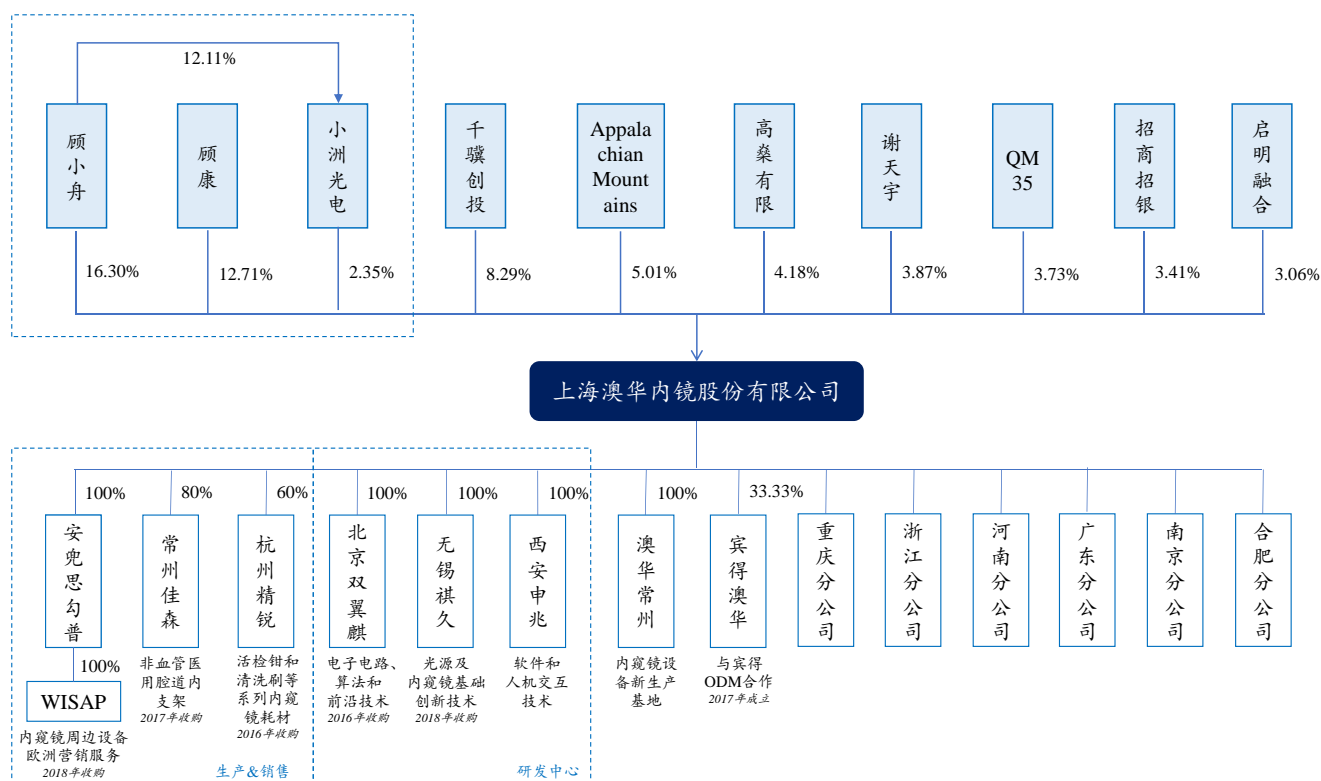 12.11%
顾小舟
顾康
小洲光电
千骥创投
Appala
chian
Mount
ains
高燊有限
谢天宇
QM
35
招商招银
启明融合
16.30%
12.71%
2.35%
8.29%
5.01%
4.18%
3.87%
3.73%
3.41%
3.06%
上海澳华内镜股份有限公司
100%
80%
60%
100%
100%
100%
100%
33.33%
安兜思勾普
常州佳森
杭州精锐
北京双翼麒
无锡祺久
西安申兆
澳华常州
宾得澳华
重庆分公司
浙江分公司
河南分公司
广东分公司
南京分公司
合肥分公司
100%
WISAP
内窥镜周边设备
欧洲营销服务
2018年收购
非血管医
用腔道内
支架
2017年收购
活检钳和
清洗刷等
系列内窥
镜耗材
2016年收购
电子电路、
算法和
前沿技术
2016年收购
光源及
内窥镜基础
创新技术
2018年收购
软件和
人机交互
技术
内窥镜设
备新生产
基地
与宾得
ODM合作
2017年成立
生产&销售
研发中心